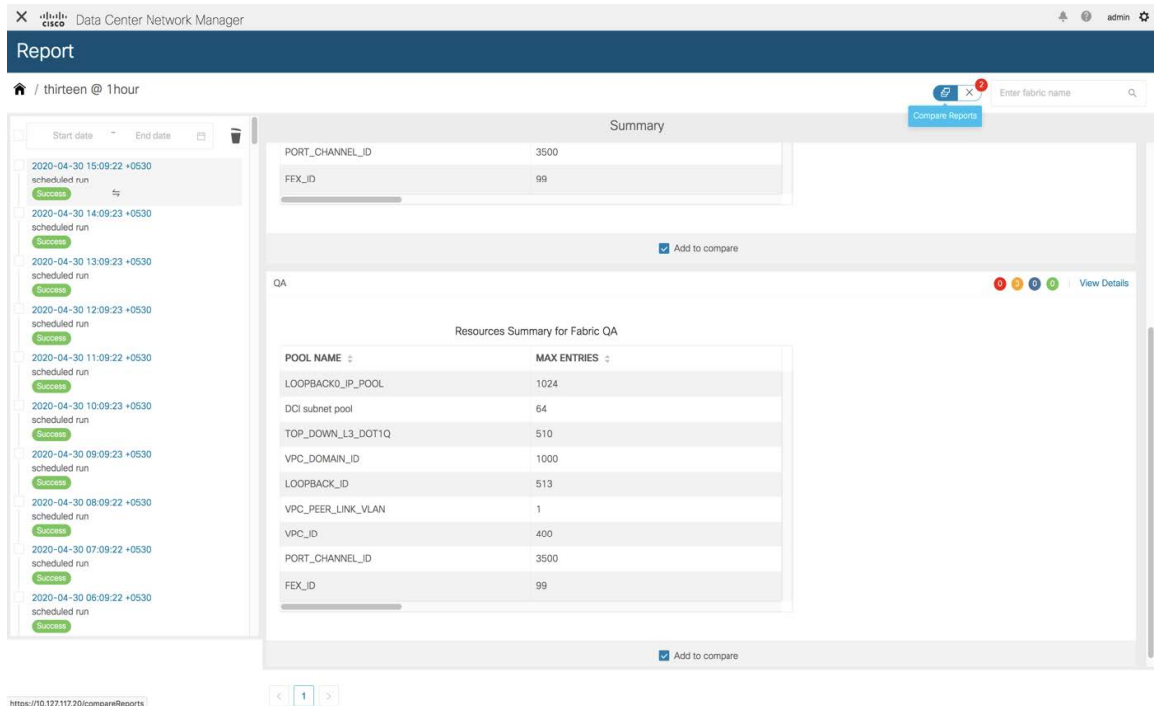 cisco Data Center Network Manager
admin
Report
/ thirteen @ 1hour
2
Enter fabric name
Compare Reports
Start date ~ End date
2020-04-30 15:09:22 +0530
scheduled run
Success
2020-04-30 14:09:23 +0530
scheduled run
Success
2020-04-30 13:09:23 +0530
scheduled run
Success
2020-04-30 12:09:23 +0530
scheduled run
Success
2020-04-30 11:09:22 +0530
scheduled run
Success
2020-04-30 10:09:23 +0530
scheduled run
Success
2020-04-30 09:09:23 +0530
scheduled run
Success
2020-04-30 08:09:22 +0530
scheduled run
Success
2020-04-30 07:09:22 +0530
scheduled run
Success
2020-04-30 06:09:22 +0530
scheduled run
Success
Summary
PORT_CHANNEL_ID 3500
FEX_ID 99
Add to compare
QA 0 3 0 0 View Details
Resources Summary for Fabric QA
POOL NAME MAX ENTRIES
LOOPBACK0_IP_POOL 1024
DCI subnet pool 64
TOP_DOWN_L3_DOT1Q 510
VPC_DOMAIN_ID 1000
LOOPBACK_ID 513
VPC_PEER_LINK_VLAN 1
VPC_ID 400
PORT_CHANNEL_ID 3500
FEX_ID 99
Add to compare
< 1 >
https://10.127.117.20/compareReports